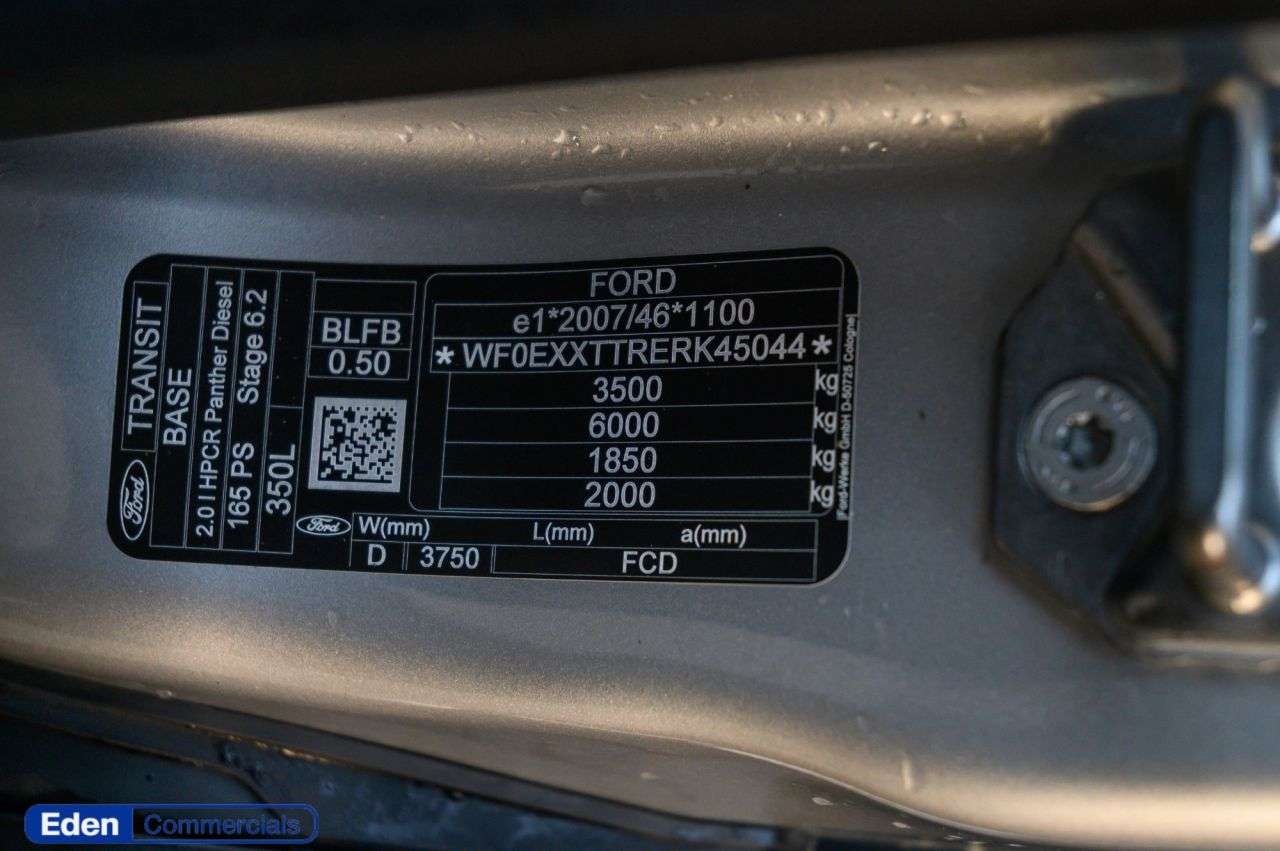 Ford
TRANSIT
BASE
2.0 l HPCR Panther Diesel
165 PS Stage 6.2
350L
BLFB
0.50
FORD
e1*2007/46*1100
*WF0EXXTTRERK45044*
3500 kg
6000 kg
1850 kg
2000 kg
Ford-Werke GmbH D-50725 Cologne
Ford
W(mm) L(mm) a(mm)
D 3750 FCD
Eden Commercials